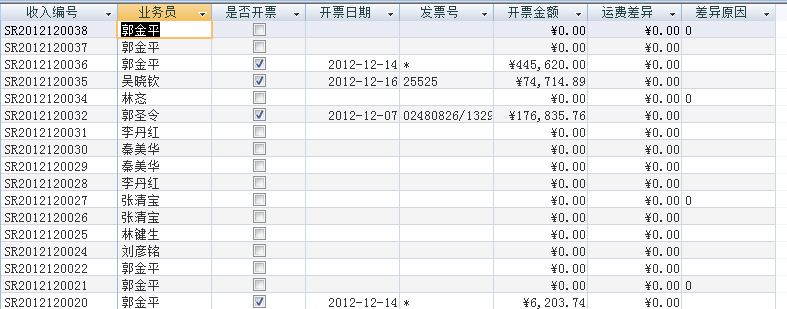 收入编号 业务员 是否开票 开票日期 发票号 开票金额 运费差异 差异原因
SR2012120038 郭金平 ¥0.00 ¥0.00 0
SR2012120037 郭金平 ¥0.00 ¥0.00
SR2012120036 郭金平 2012-12-14 * ¥445,620.00 ¥0.00
SR2012120035 吴晓钦 2012-12-16 25525 ¥74,714.89 ¥0.00
SR2012120034 林忞 ¥0.00 ¥0.00 0
SR2012120032 郭圣令 2012-12-07 02480826/1329 ¥176,835.76 ¥0.00
SR2012120031 李丹红 ¥0.00 ¥0.00
SR2012120030 秦美华 ¥0.00 ¥0.00
SR2012120029 秦美华 ¥0.00 ¥0.00
SR2012120028 李丹红 ¥0.00 ¥0.00
SR2012120027 张清宝 ¥0.00 ¥0.00 0
SR2012120026 张清宝 ¥0.00 ¥0.00
SR2012120025 林键生 ¥0.00 ¥0.00
SR2012120024 刘彦铭 ¥0.00 ¥0.00
SR2012120022 郭金平 ¥0.00 ¥0.00
SR2012120021 郭金平 ¥0.00 ¥0.00 0
SR2012120020 郭金平 2012-12-14 * ¥6,203.74 ¥0.00